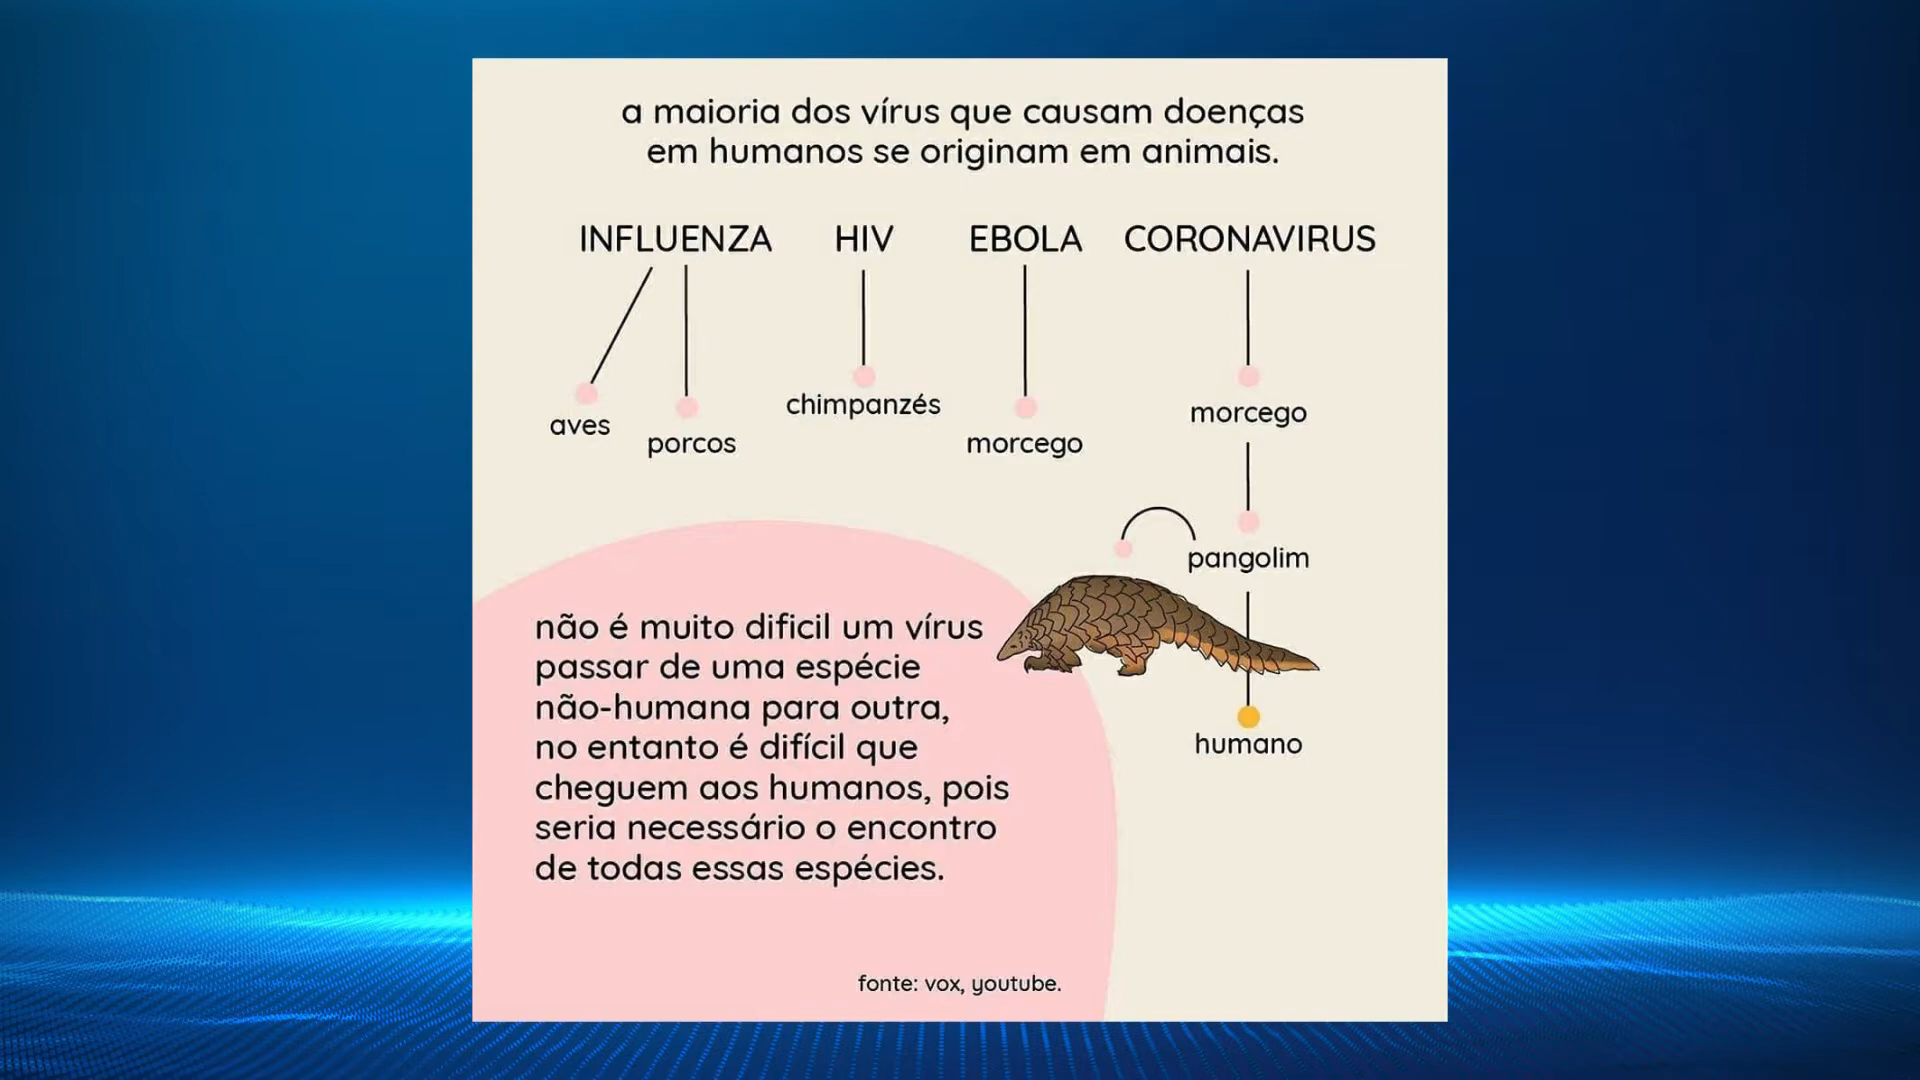 a maioria dos vírus que causam doenças
em humanos se originam em animais.
INFLUENZA HIV EBOLA CORONAVIRUS
aves
porcos
chimpanzés
morcego
morcego
pangolim
humano
não é muito dificil um vírus
passar de uma espécie
não-humana para outra,
no entanto é difícil que
cheguem aos humanos, pois
seria necessário o encontro
de todas essas espécies.
fonte: vox, youtube.